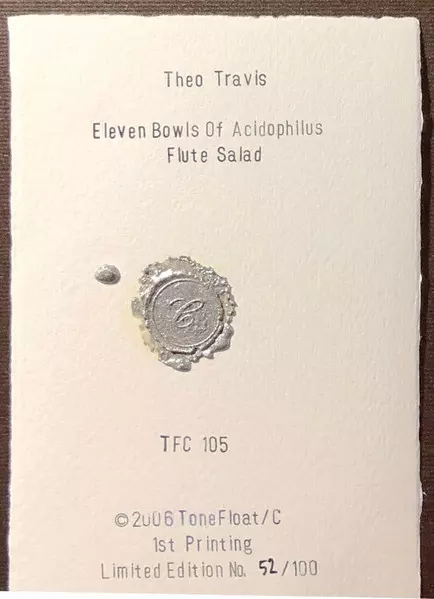 Theo Travis
Eleven Bowls Of Acidophilus
Flute Salad
C
TFC 105
©2006 ToneFloat/C
1st Printing
Limited Edition No. 52/100